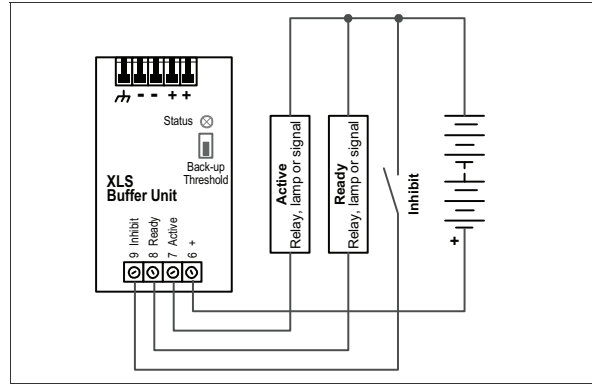 - - + +
Status
Back-up
Threshold
XLS
Buffer Unit
9 Inhibit
8 Ready
7 Active
6 +
Active
Relay, lamp or signal
Ready
Relay, lamp or signal
Inhibit
+